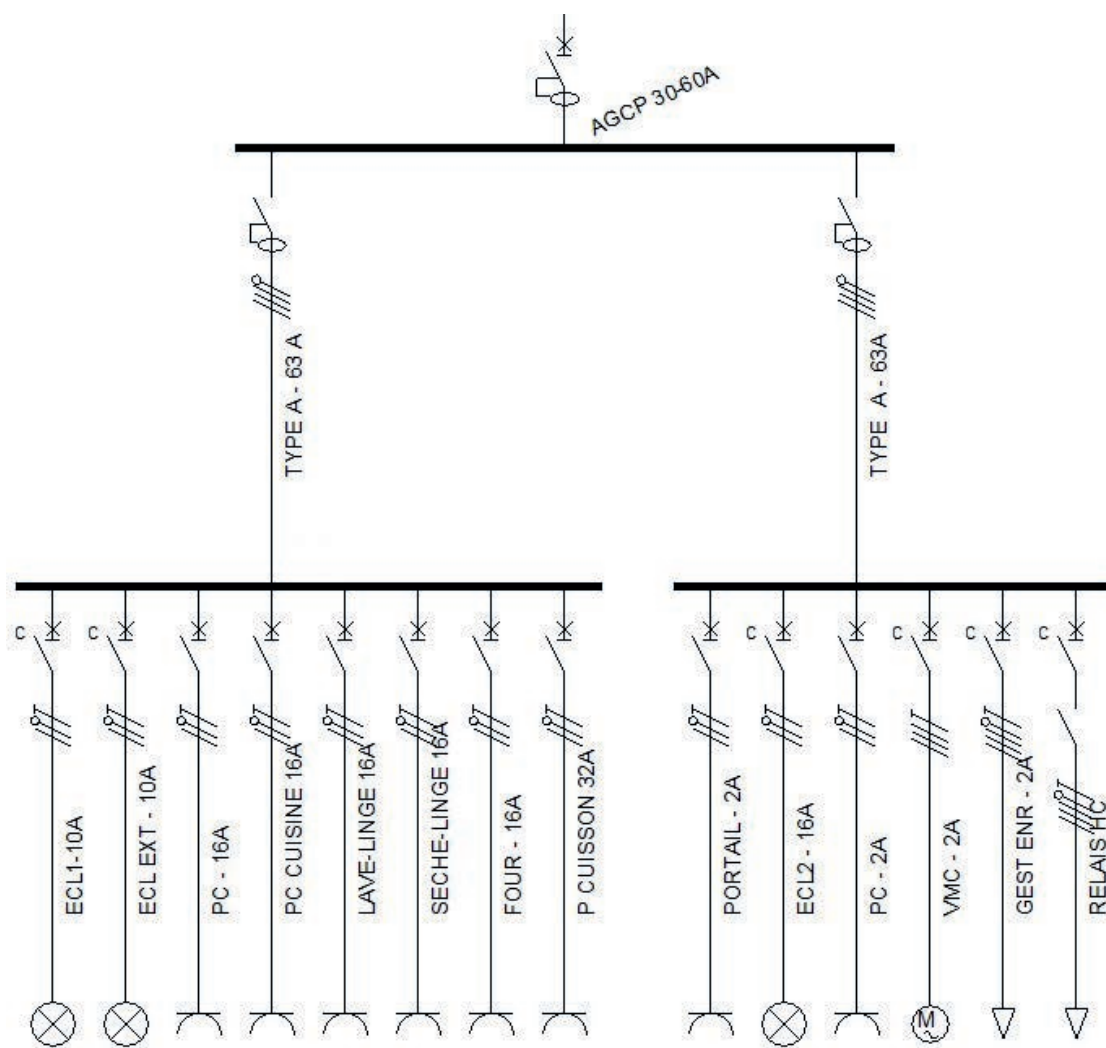 AGCP 30-60A
TYPE A - 63 A
TYPE A - 63A
C
C
C
C
C
C
ECL1-10A
ECL EXT - 10A
PC - 16A
PC CUISINE 16A
LAVE-LINGE 16A
SECHE-LINGE 16A
FOUR - 16A
P CUISSON 32A
PORTAIL - 2A
ECL2 - 16A
PC - 2A
VMC - 2A
GEST ENR - 2A
RELAIS HC
M